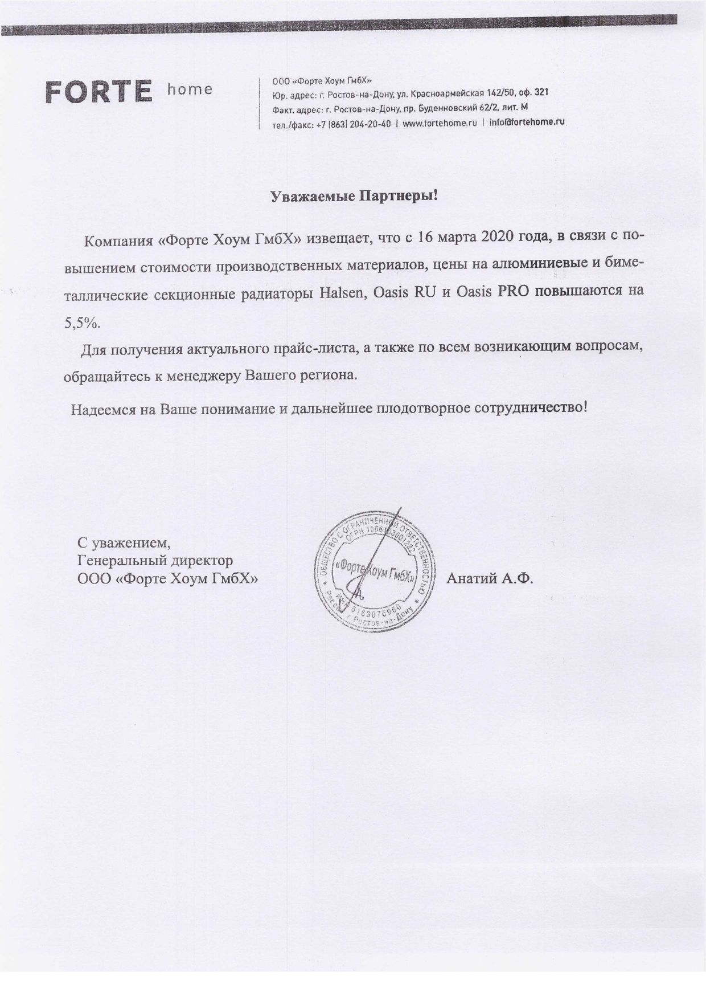 FORTE home
ООО «Форте Хоум ГмбХ»
Юр. адрес: г. Ростов-на-Дону, ул. Красноармейская 142/50, оф. 321
Факт. адрес: г. Ростов-на-Дону, пр. Буденновский 62/2, лит. М
тел./факс: +7 (863) 204-20-40 | www.fortehome.ru | info@fortehome.ru
Уважаемые Партнеры!
Компания «Форте Хоум ГмбХ» извещает, что с 16 марта 2020 года, в связи с по-
вышением стоимости производственных материалов, цены на алюминиевые и биме-
таллические секционные радиаторы Halsen, Oasis RU и Oasis PRO повышаются на
5,5%.
Для получения актуального прайс-листа, а также по всем возникающим вопросам,
обращайтесь к менеджеру Вашего региона.
Надеемся на Ваше понимание и дальнейшее плодотворное сотрудничество!
С уважением,
Генеральный директор
ООО «Форте Хоум ГмбХ»
ОБЩЕСТВО С ОГРАНИЧЕННОЙ ОТВЕТСТВЕННОСТЬЮ
ОГРН 1066163001222
«Форте Хоум ГмбХ»
ИНН 6163076960
Россия г. Ростов-на-Дону
Анатий А.Ф.